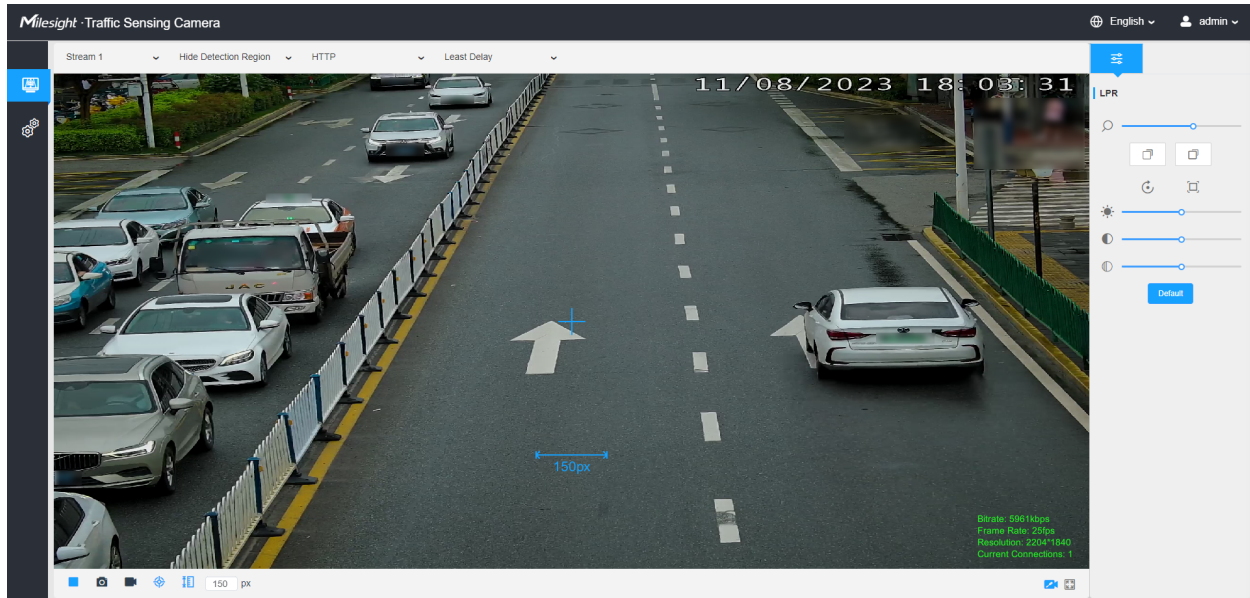 Milesight · Traffic Sensing Camera
English
admin
Stream 1
Hide Detection Region
HTTP
Least Delay
11/08/2023 18:03:31
LPR
JAC
Default
150px
Bitrate: 5961kbps
Frame Rate: 25fps
Resolution: 2204*1840
Current Connections: 1
150 px